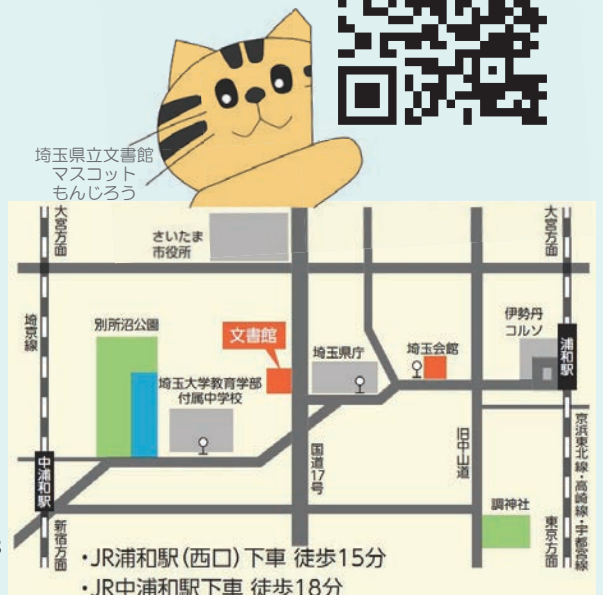 埼玉県立文書館
マスコット
もんじろう
大宮方面
さいたま
市役所
大宮方面
埼京線
別所沼公園
文書館
埼玉県庁
埼玉会館
伊勢丹
コルソ
浦和駅
埼玉大学教育学部
付属中学校
中浦和駅
国道17号
旧中山道
京浜東北線・高崎線・宇都宮線
調神社
新宿方面
東京方面
・JR浦和駅(西口)下車 徒歩15分
・JR中浦和駅下車 徒歩18分